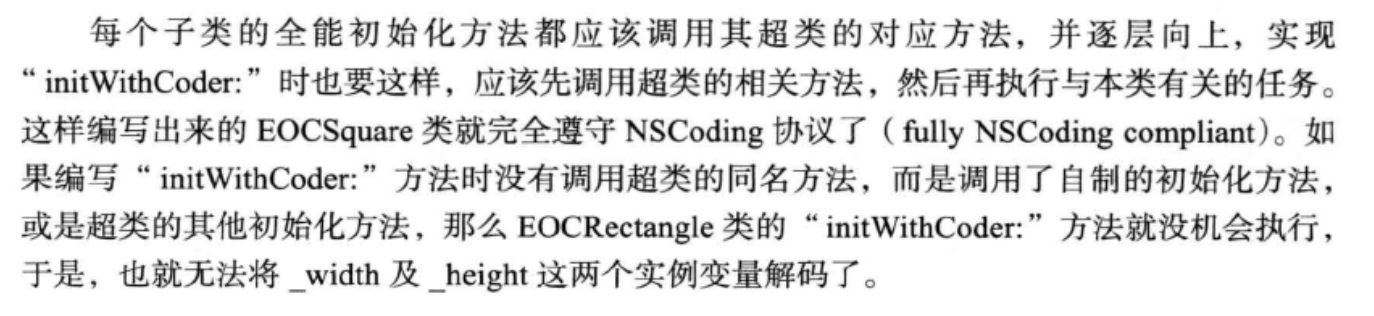 每个子类的全能初始化方法都应该调用其超类的对应方法，并逐层向上，实现
“initWithCoder:”时也要这样，应该先调用超类的相关方法，然后再执行与本类有关的任务。
这样编写出来的 EOCSquare 类就完全遵守 NSCoding 协议了（fully NSCoding compliant）。如
果编写“initWithCoder:”方法时没有调用超类的同名方法，而是调用了自制的初始化方法，
或是超类的其他初始化方法，那么 EOCRectangle 类的“initWithCoder:”方法就没机会执行，
于是，也就无法将 _width 及 _height 这两个实例变量解码了。